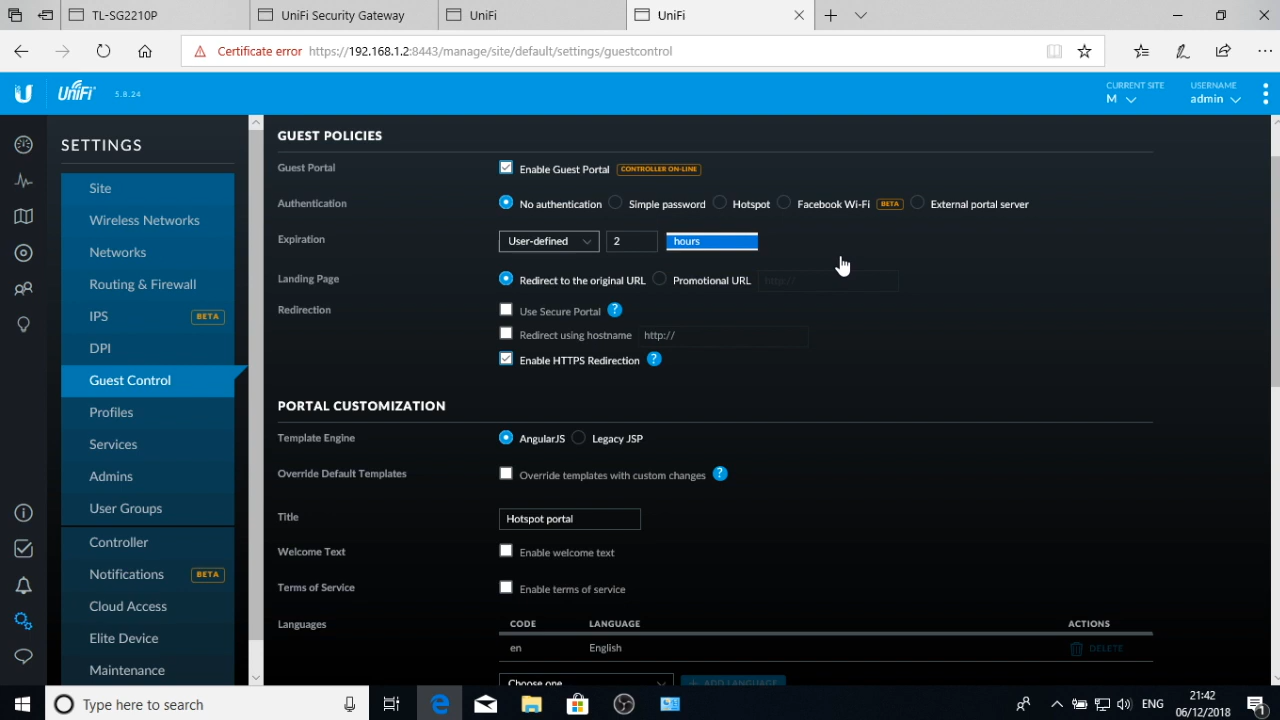 TL-SG2210P
UniFi Security Gateway
UniFi
UniFi
Certificate error https://192.168.1.2:8443/manage/site/default/settings/guestcontrol
UniFi 5.8.24
CURRENT SITE
M
USERNAME
admin
SETTINGS
Site
Wireless Networks
Networks
Routing & Firewall
IPS BETA
DPI
Guest Control
Profiles
Services
Admins
User Groups
Controller
Notifications BETA
Cloud Access
Elite Device
Maintenance
GUEST POLICIES
Guest Portal Enable Guest Portal CONTROLLER ON-LINE
Authentication No authentication Simple password Hotspot Facebook Wi-Fi BETA External portal server
Expiration User-defined 2 hours
Landing Page Redirect to the original URL Promotional URL http://
Redirection Use Secure Portal ?
Redirect using hostname http://
Enable HTTPS Redirection ?
PORTAL CUSTOMIZATION
Template Engine AngularJS Legacy JSP
Override Default Templates Override templates with custom changes ?
Title Hotspot portal
Welcome Text Enable welcome text
Terms of Service Enable terms of service
Languages CODE LANGUAGE ACTIONS
en English DELETE
Choose one + ADD LANGUAGE
Type here to search
ENG
21:42
06/12/2018
1